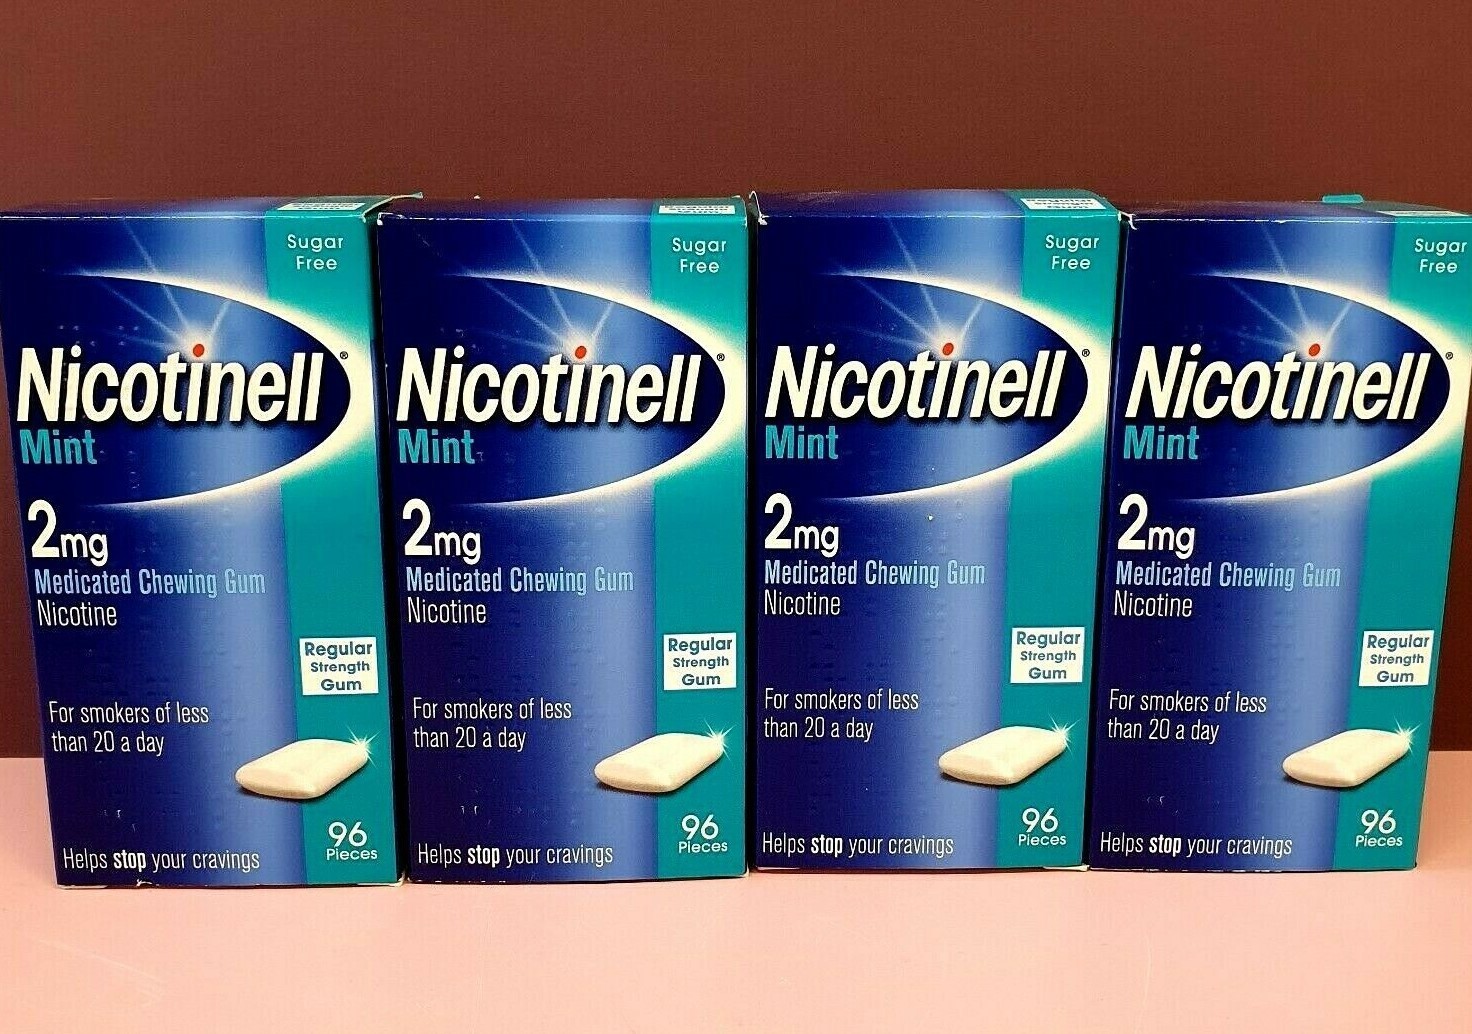 Sugar
Free
Nicotinell®
Mint
2mg
Medicated Chewing Gum
Nicotine
Regular
Strength
Gum
For smokers of less
than 20 a day
96
Pieces
Helps stop your cravings
Sugar
Free
Nicotinell®
Mint
2mg
Medicated Chewing Gum
Nicotine
Regular
Strength
Gum
For smokers of less
than 20 a day
96
Pieces
Helps stop your cravings
Regular
Strength
Gum
Sugar
Free
Nicotinell®
Mint
2mg
Medicated Chewing Gum
Nicotine
Regular
Strength
Gum
For smokers of less
than 20 a day
96
Pieces
Helps stop your cravings
Sugar
Free
Nicotinell®
Mint
2mg
Medicated Chewing Gum
Nicotine
Regular
Strength
Gum
For smokers of less
than 20 a day
96
Pieces
Helps stop your cravings